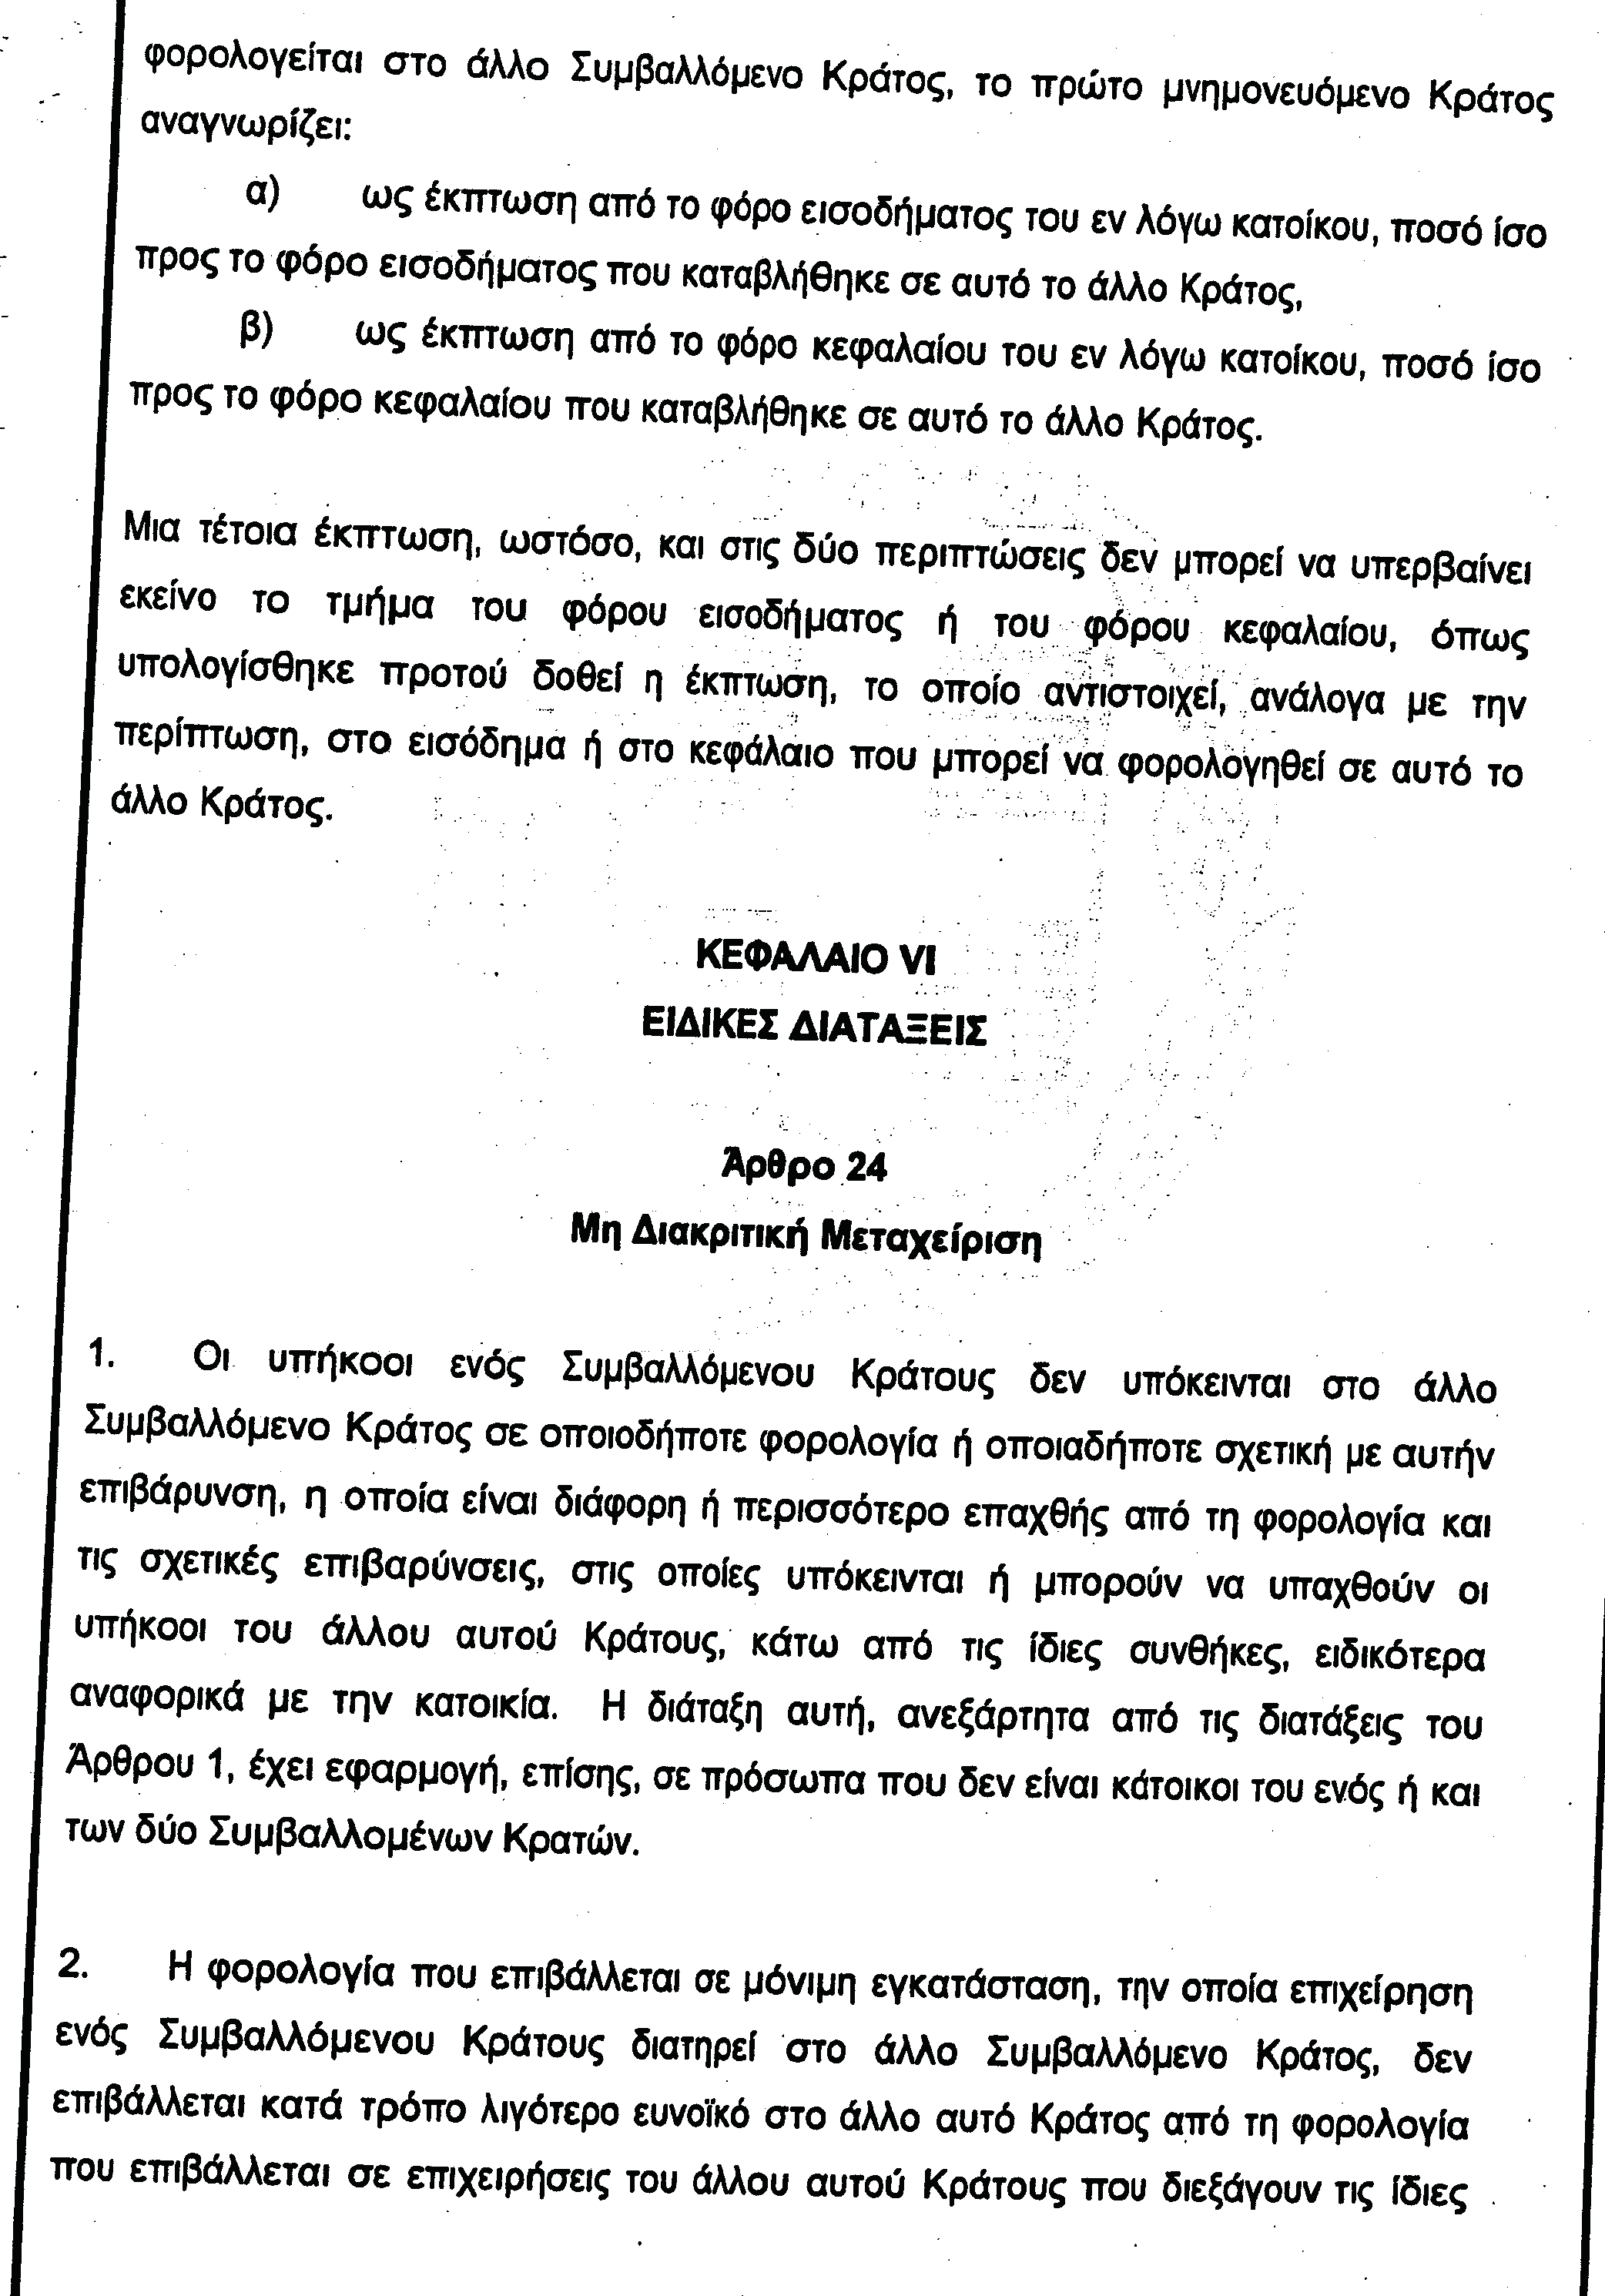 φορολογείται στο άλλο Συμβαλλόμενο Κράτος, το πρώτο μνημονευόμενο Κράτος
αναγνωρίζει:
α) ως έκπτωση από το φόρο εισοδήματος του εν λόγω κατοίκου, ποσό ίσο
προς το φόρο εισοδήματος που καταβλήθηκε σε αυτό το άλλο Κράτος,
β) ως έκπτωση από το φόρο κεφαλαίου του εν λόγω κατοίκου, ποσό ίσο
προς το φόρο κεφαλαίου που καταβλήθηκε σε αυτό το άλλο Κράτος.
Μια τέτοια έκπτωση, ωστόσο, και στις δύο περιπτώσεις δεν μπορεί να υπερβαίνει
εκείνο το τμήμα του φόρου εισοδήματος ή του φόρου κεφαλαίου, όπως
υπολογίσθηκε προτού δοθεί η έκπτωση, το οποίο αντιστοιχεί, ανάλογα με την
περίπτωση, στο εισόδημα ή στο κεφάλαιο που μπορεί να φορολογηθεί σε αυτό το
άλλο Κράτος.
ΚΕΦΑΛΑΙΟ VI
ΕΙΔΙΚΕΣ ΔΙΑΤΑΞΕΙΣ
Άρθρο 24
Μη Διακριτική Μεταχείριση
1. Οι υπήκοοι ενός Συμβαλλόμενου Κράτους δεν υπόκεινται στο άλλο
Συμβαλλόμενο Κράτος σε οποιοδήποτε φορολογία ή οποιαδήποτε σχετική με αυτήν
επιβάρυνση, η οποία είναι διάφορη ή περισσότερο επαχθής από τη φορολογία και
τις σχετικές επιβαρύνσεις, στις οποίες υπόκεινται ή μπορούν να υπαχθούν οι
υπήκοοι του άλλου αυτού Κράτους, κάτω από τις ίδιες συνθήκες, ειδικότερα
αναφορικά με την κατοικία. Η διάταξη αυτή, ανεξάρτητα από τις διατάξεις του
Άρθρου 1, έχει εφαρμογή, επίσης, σε πρόσωπα που δεν είναι κάτοικοι του ενός ή και
των δύο Συμβαλλομένων Κρατών.
2. Η φορολογία που επιβάλλεται σε μόνιμη εγκατάσταση, την οποία επιχείρηση
ενός Συμβαλλόμενου Κράτους διατηρεί στο άλλο Συμβαλλόμενο Κράτος, δεν
επιβάλλεται κατά τρόπο λιγότερο ευνοϊκό στο άλλο αυτό Κράτος από τη φορολογία
που επιβάλλεται σε επιχειρήσεις του άλλου αυτού Κράτους που διεξάγουν τις ίδιες